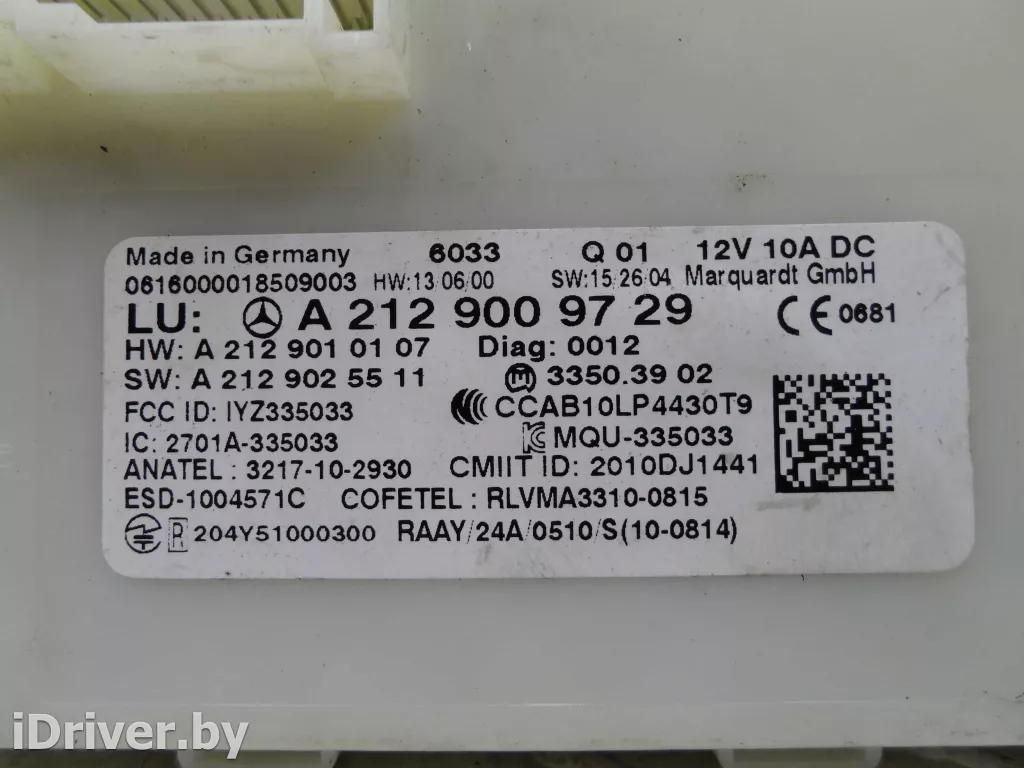 Made in Germany 6033 Q 01 12V 10A DC
0616000018509003 HW:13/06/00 SW:15/26/04 Marquardt GmbH
LU: A 212 900 97 29 CE 0681
HW: A 212 901 01 07 Diag: 0012
SW: A 212 902 55 11 M 3350.39 02
FCC ID: IYZ335033 CCAB10LP4430T9
IC: 2701A-335033 MQU-335033
ANATEL : 3217-10-2930 CMIIT ID: 2010DJ1441
ESD-1004571C COFETEL : RLVMA3310-0815
R 204Y51000300 RAAY/24A/0510/S(10-0814)
iDriver.by